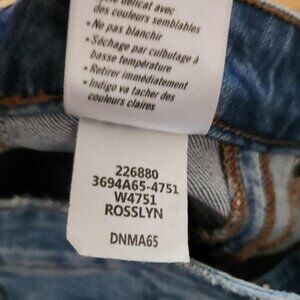 délicat avec
des couleurs semblables
• Ne pas blanchir
• Séchage par culbutage à
basse température
• Retirer immédiatement
• Indigo va tacher des
couleurs claires
226880
3694A65-4751
W4751
ROSSLYN
DNMA65